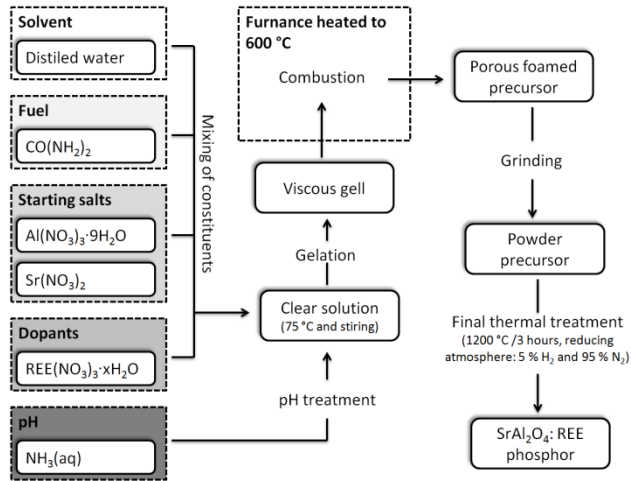 Solvent
Distiled water
Fuel
CO(NH₂)₂
Starting salts
Al(NO₃)₃·9H₂O
Sr(NO₃)₂
Dopants
REE(NO₃)₃·xH₂O
pH
NH₃(aq)
Mixing of constituents
Furnance heated to
600 °C
Combustion
Viscous gell
Gelation
Clear solution
(75 °C and stiring)
pH treatment
Porous foamed
precursor
Grinding
Powder
precursor
Final thermal treatment
(1200 °C /3 hours, reducing
atmosphere: 5 % H₂ and 95 % N₂)
SrAl₂O₄: REE
phosphor